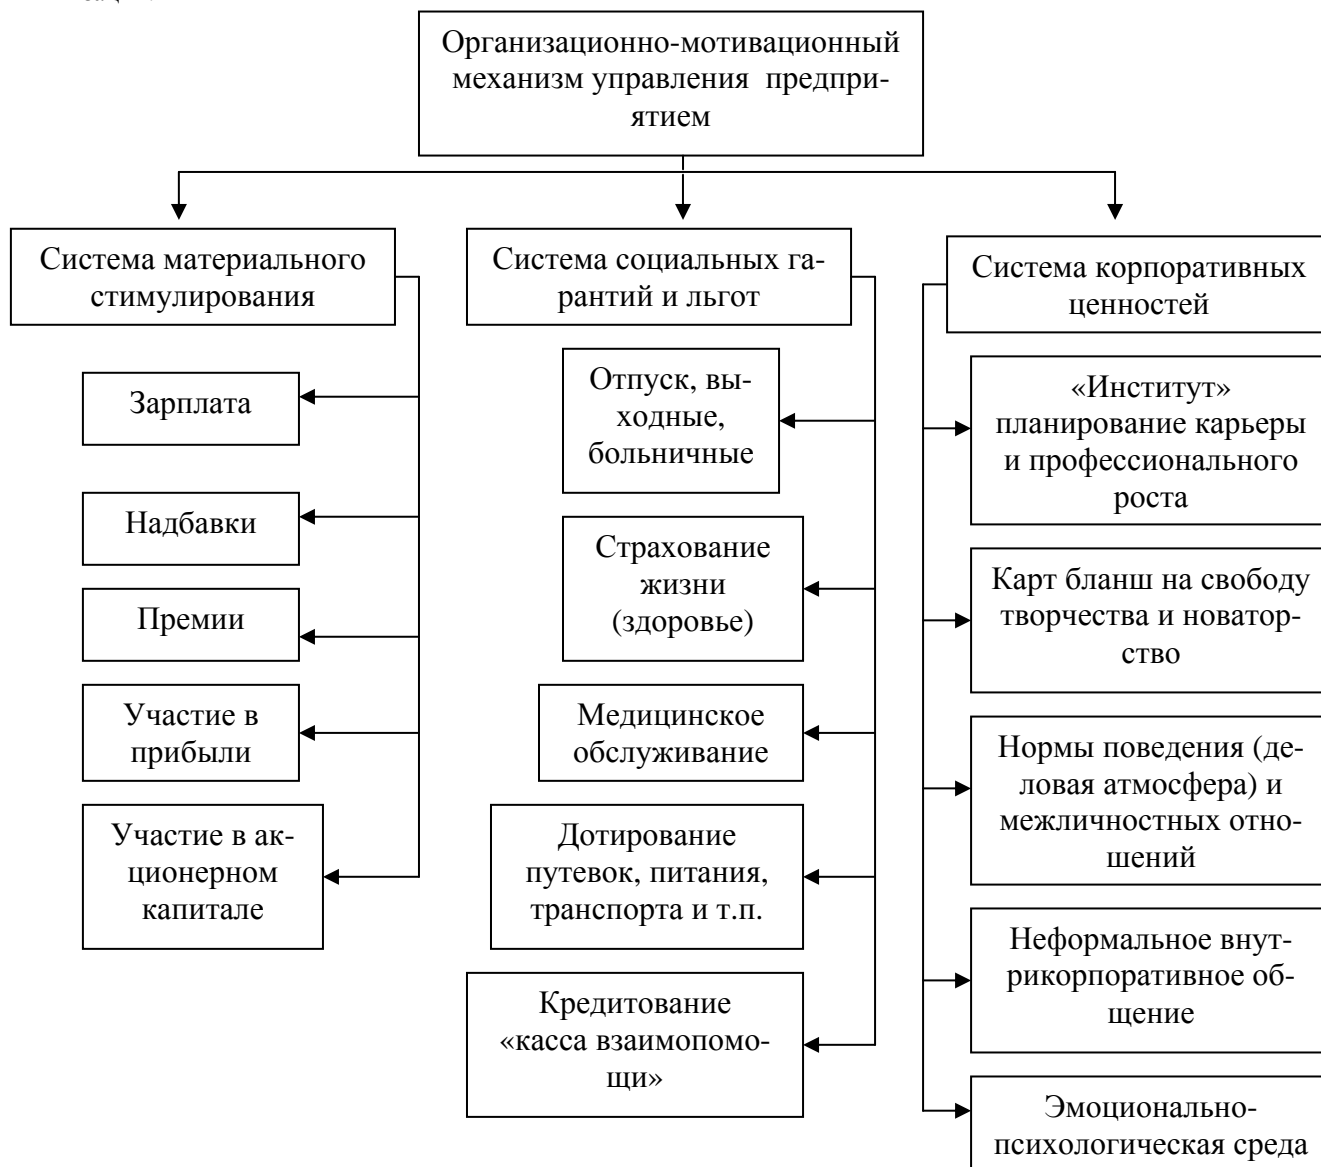 Организационно-мотивационный
механизм управления предпри-
ятием
Система материального
стимулирования
Зарплата
Надбавки
Премии
Участие в
прибыли
Участие в ак-
ционерном
капитале
Система социальных га-
рантий и льгот
Отпуск, вы-
ходные,
больничные
Страхование
жизни
(здоровье)
Медицинское
обслуживание
Дотирование
путевок, питания,
транспорта и т.п.
Кредитование
«касса взаимопомо-
щи»
Система корпоративных
ценностей
«Институт»
планирование карьеры
и профессионального
роста
Карт бланш на свободу
творчества и новатор-
ство
Нормы поведения (де-
ловая атмосфера) и
межличностных отно-
шений
Неформальное внут-
рикорпоративное об-
щение
Эмоционально-
психологическая среда